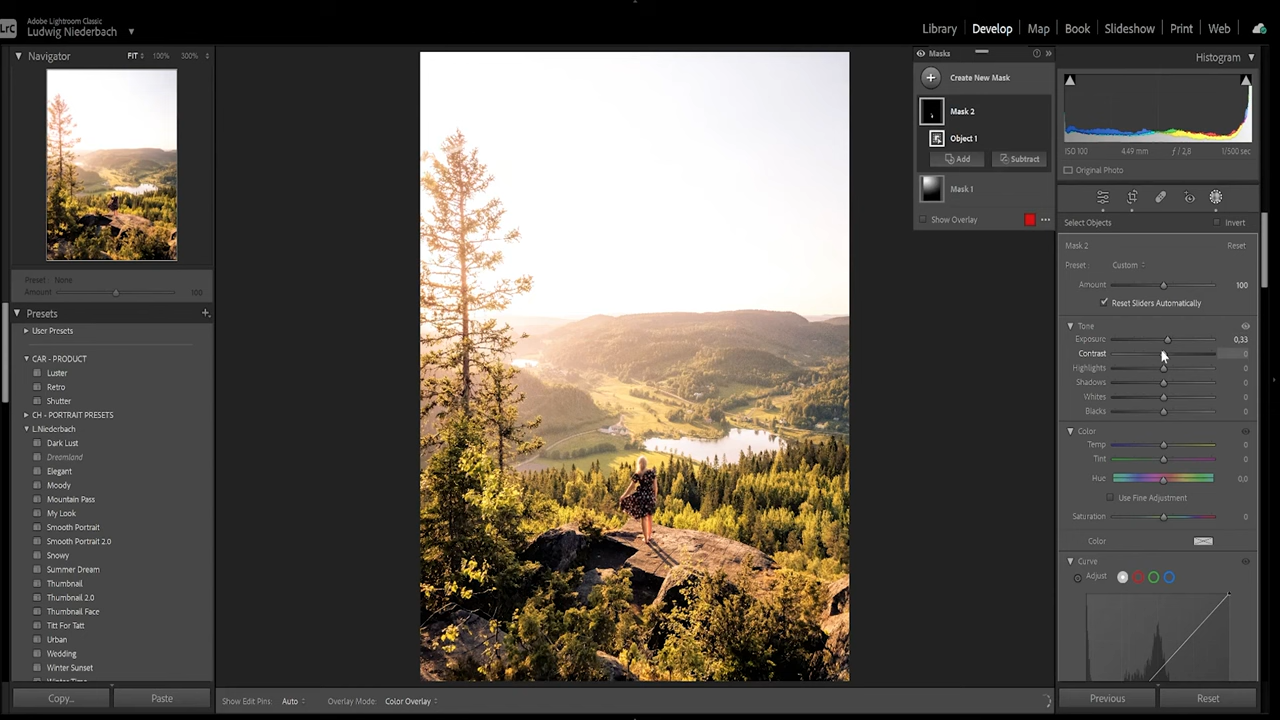 LrC
Adobe Lightroom Classic
Ludwig Niederbach
Library
Develop
Map
Book
Slideshow
Print
Web
Navigator
FIT
100%
300%
Preset: None
Amount
100
Presets
User Presets
CAR - PRODUCT
Luster
Retro
Shutter
CH - PORTRAIT PRESETS
L.Niederbach
Dark Lust
Dreamland
Elegant
Moody
Mountain Pass
My Look
Smooth Portrait
Smooth Portrait 2.0
Snowy
Summer Dream
Thumbnail
Thumbnail 2.0
Thumbnail Face
Titt For Tatt
Urban
Wedding
Winter Sunset
Copy...
Paste
Show Edit Pins: Auto
Overlay Mode: Color Overlay
Masks
Create New Mask
Mask 2
Object 1
Add
Subtract
Mask 1
Show Overlay
Histogram
ISO 100
4.49 mm
ƒ / 2,8
1/500 sec
Original Photo
Select Objects
Invert
Mask 2
Reset
Preset: Custom
Amount
100
Reset Sliders Automatically
Tone
Exposure
0,33
Contrast
0
Highlights
0
Shadows
0
Whites
0
Blacks
0
Color
Temp
0
Tint
0
Hue
0,0
Use Fine Adjustment
Saturation
0
Color
Curve
Adjust
Previous
Reset